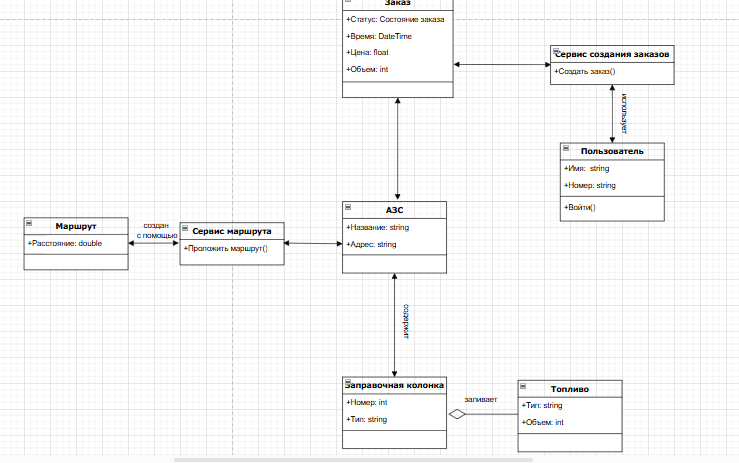 Заказ
+Статус: Состояние заказа
+Время: DateTime
+Цена: float
+Объем: int
Сервис создания заказов
+Создать заказ()
использует
Пользователь
+Имя: string
+Номер: string
+Войти()
АЗС
+Название: string
+Адрес: string
Маршрут
+Расстояние: double
создан
с помощью
Сервис маршрута
+Проложить маршрут()
содержит
Заправочная колонка
+Номер: int
+Тип: string
заливает
Топливо
+Тип: string
+Объем: int